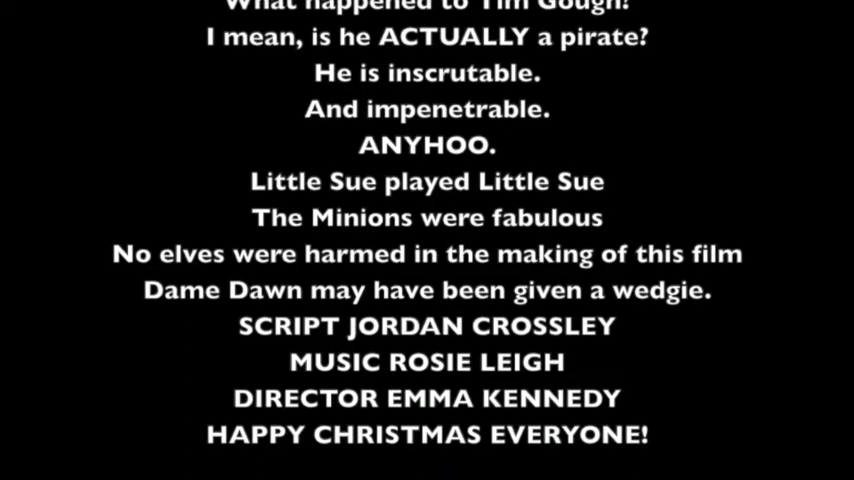 What happened to Tim Gough?
I mean, is he ACTUALLY a pirate?
He is inscrutable.
And impenetrable.
ANYHOO.
Little Sue played Little Sue
The Minions were fabulous
No elves were harmed in the making of this film
Dame Dawn may have been given a wedgie.
SCRIPT JORDAN CROSSLEY
MUSIC ROSIE LEIGH
DIRECTOR EMMA KENNEDY
HAPPY CHRISTMAS EVERYONE!